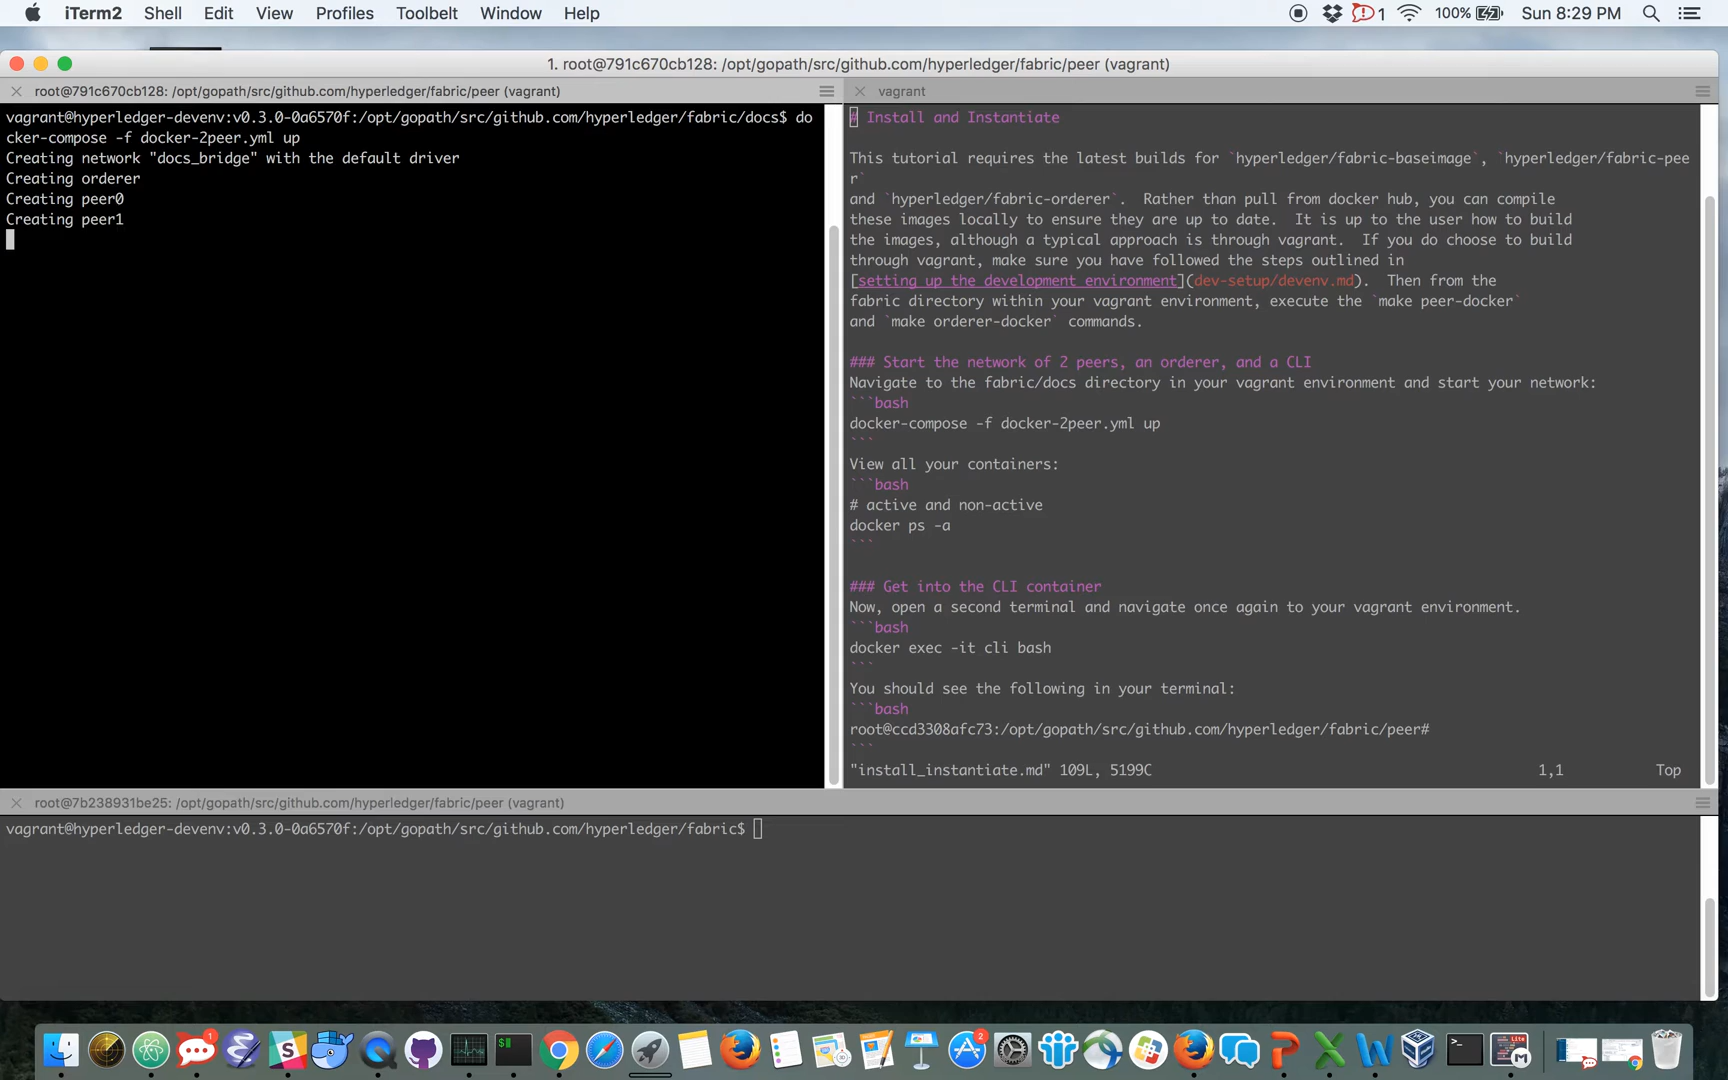 iTerm2 Shell Edit View Profiles Toolbelt Window Help 1 100% Sun 8:29 PM
1. root@791c670cb128: /opt/gopath/src/github.com/hyperledger/fabric/peer (vagrant)
root@791c670cb128: /opt/gopath/src/github.com/hyperledger/fabric/peer (vagrant)
vagrant@hyperledger-devenv:v0.3.0-0a6570f:/opt/gopath/src/github.com/hyperledger/fabric/docs$ do
cker-compose -f docker-2peer.yml up
Creating network "docs_bridge" with the default driver
Creating orderer
Creating peer0
Creating peer1
vagrant
# Install and Instantiate
This tutorial requires the latest builds for `hyperledger/fabric-baseimage`, `hyperledger/fabric-pee
r`
and `hyperledger/fabric-orderer`.  Rather than pull from docker hub, you can compile
these images locally to ensure they are up to date.  It is up to the user how to build
the images, although a typical approach is through vagrant.  If you do choose to build
through vagrant, make sure you have followed the steps outlined in
[setting up the development environment](dev-setup/devenv.md).  Then from the
fabric directory within your vagrant environment, execute the `make peer-docker`
and `make orderer-docker` commands.
### Start the network of 2 peers, an orderer, and a CLI
Navigate to the fabric/docs directory in your vagrant environment and start your network:
```bash
docker-compose -f docker-2peer.yml up
```
View all your containers:
```bash
# active and non-active
docker ps -a
```
### Get into the CLI container
Now, open a second terminal and navigate once again to your vagrant environment.
```bash
docker exec -it cli bash
```
You should see the following in your terminal:
```bash
root@ccd3308afc73:/opt/gopath/src/github.com/hyperledger/fabric/peer#
```
"install_instantiate.md" 109L, 5199C 1,1 Top
root@7b238931be25: /opt/gopath/src/github.com/hyperledger/fabric/peer (vagrant)
vagrant@hyperledger-devenv:v0.3.0-0a6570f:/opt/gopath/src/github.com/hyperledger/fabric$